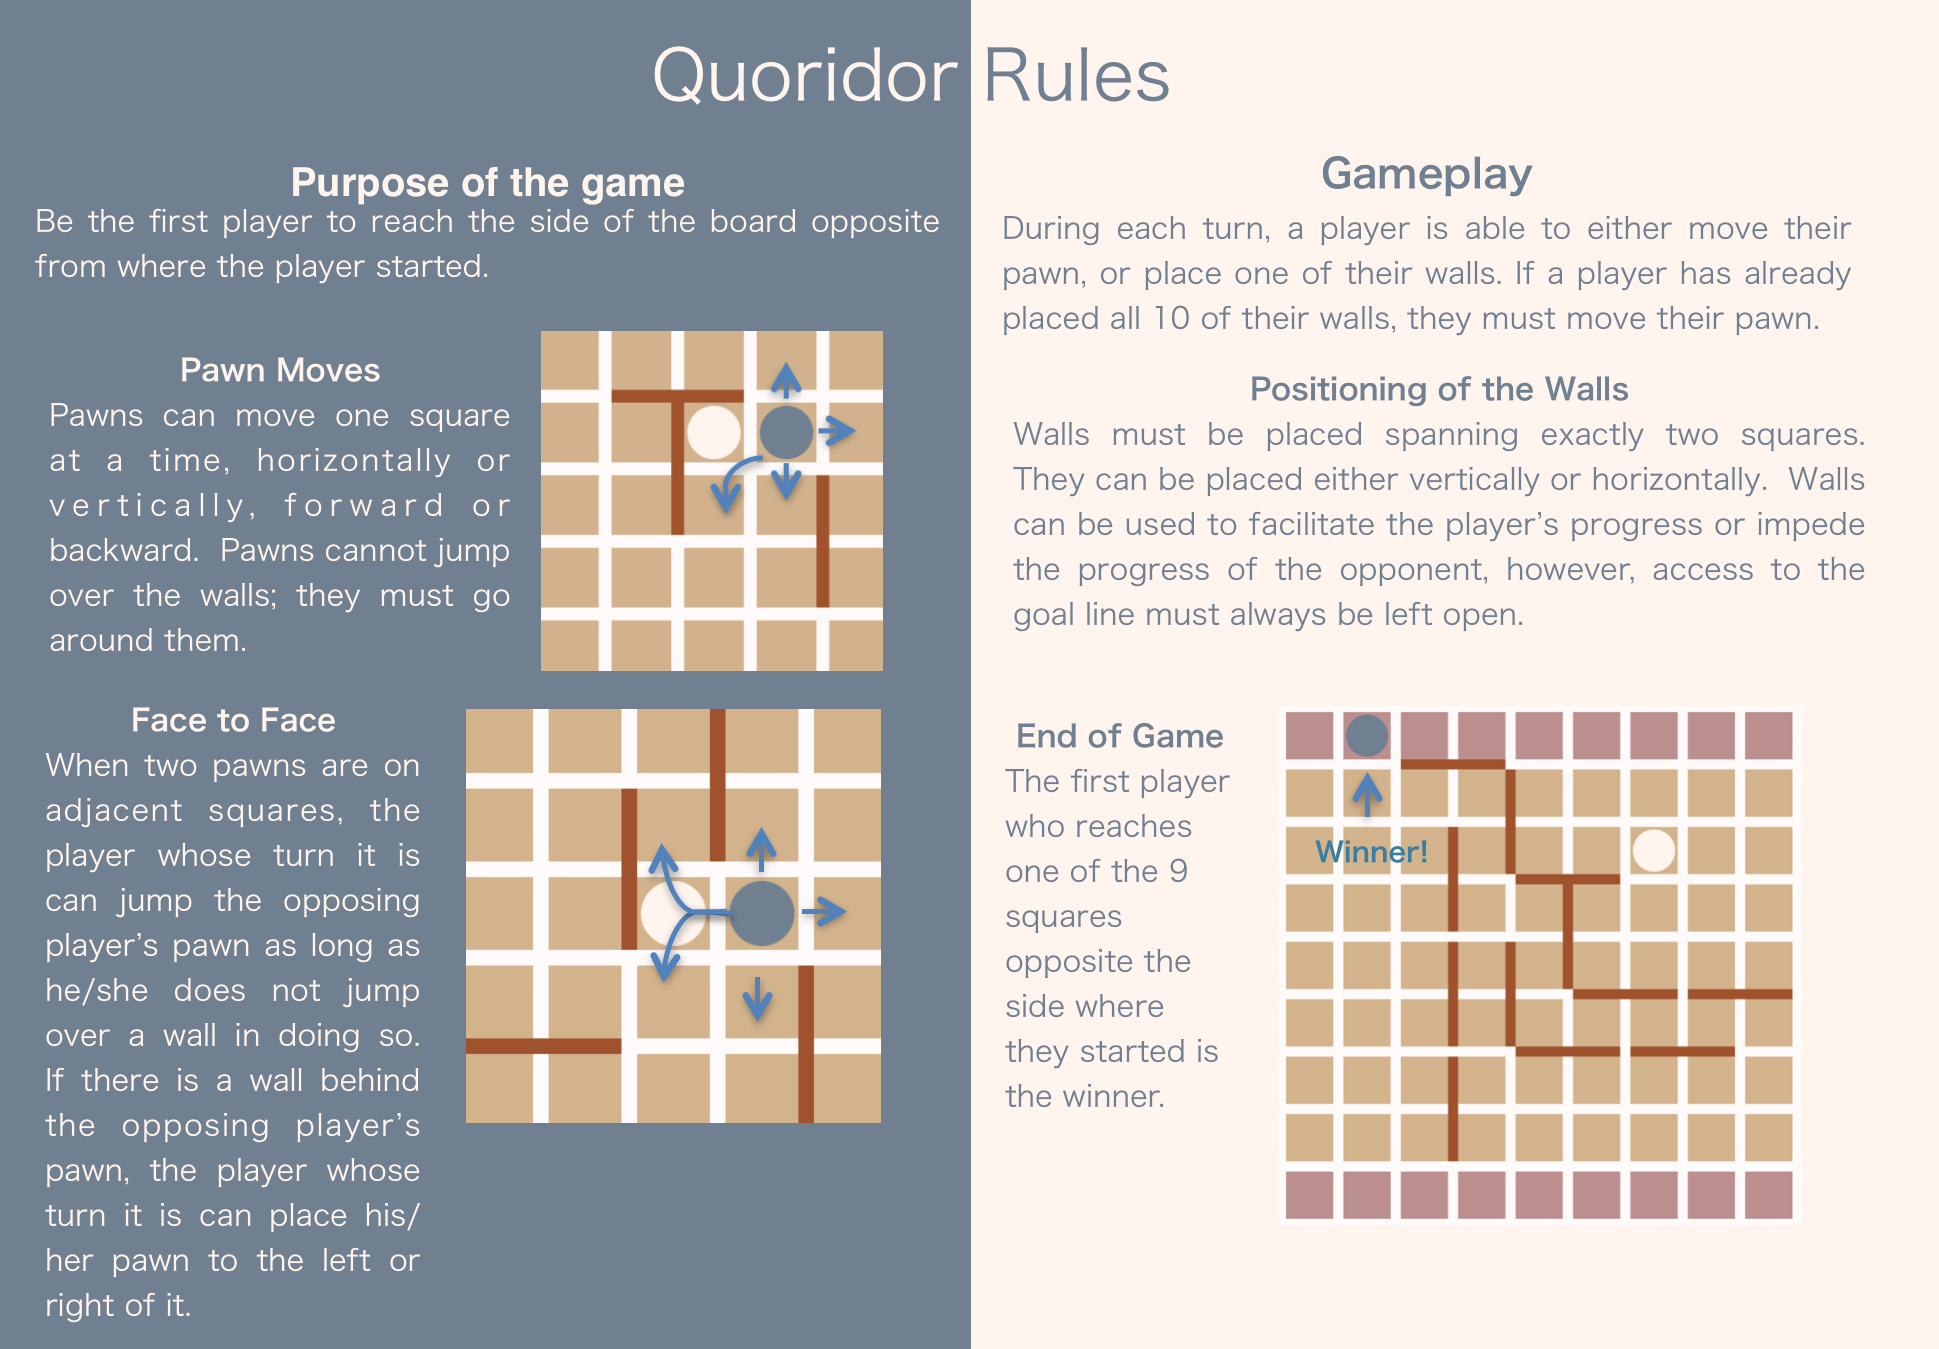 Quoridor Rules
Purpose of the game
Be the first player to reach the side of the board opposite
from where the player started.
Pawn Moves
Pawns can move one square
at a time, horizontally or
vertically, forward or
backward. Pawns cannot jump
over the walls; they must go
around them.
Face to Face
When two pawns are on
adjacent squares, the
player whose turn it is
can jump the opposing
player's pawn as long as
he/she does not jump
over a wall in doing so.
If there is a wall behind
the opposing player's
pawn, the player whose
turn it is can place his/
her pawn to the left or
right of it.
Gameplay
During each turn, a player is able to either move their
pawn, or place one of their walls. If a player has already
placed all 10 of their walls, they must move their pawn.
Positioning of the Walls
Walls must be placed spanning exactly two squares.
They can be placed either vertically or horizontally. Walls
can be used to facilitate the player's progress or impede
the progress of the opponent, however, access to the
goal line must always be left open.
End of Game
The first player
who reaches
one of the 9
squares
opposite the
side where
they started is
the winner.
Winner!